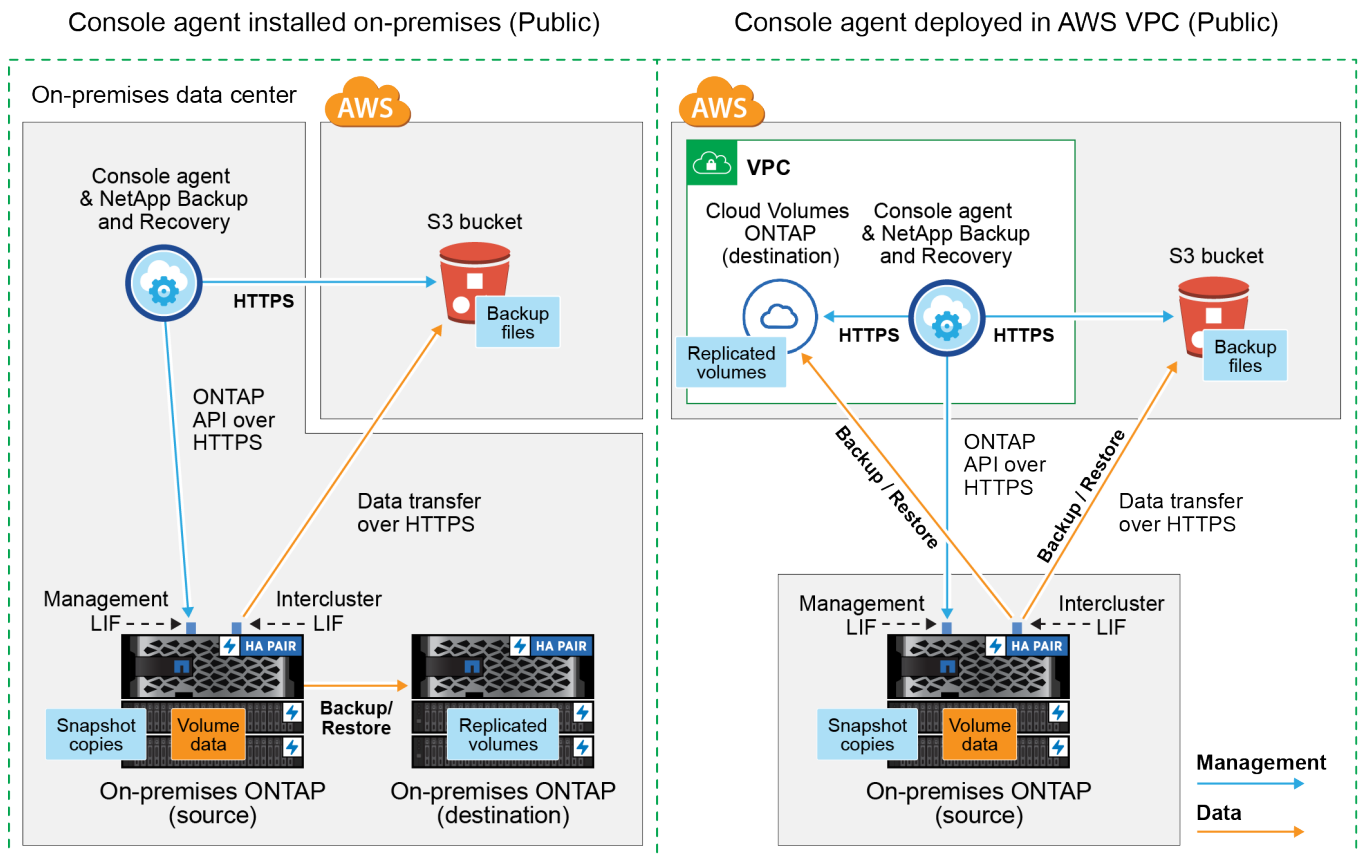 Console agent installed on-premises (Public)
On-premises data center
AWS
Console agent
& NetApp Backup
and Recovery
S3 bucket
HTTPS
Backup
files
ONTAP
API over
HTTPS
Data transfer
over HTTPS
Management
LIF
Intercluster
LIF
HA PAIR
HA PAIR
Snapshot
copies
Volume
data
Backup/
Restore
Replicated
volumes
On-premises ONTAP
(source)
On-premises ONTAP
(destination)
Console agent deployed in AWS VPC (Public)
AWS
VPC
Cloud Volumes
ONTAP
(destination)
Console agent
& NetApp Backup
and Recovery
S3 bucket
HTTPS
HTTPS
Replicated
volumes
Backup
files
Backup / Restore
ONTAP
API over
HTTPS
Backup / Restore
Data transfer
over HTTPS
Management
LIF
Intercluster
LIF
HA PAIR
Snapshot
copies
Volume
data
On-premises ONTAP
(source)
Management
Data